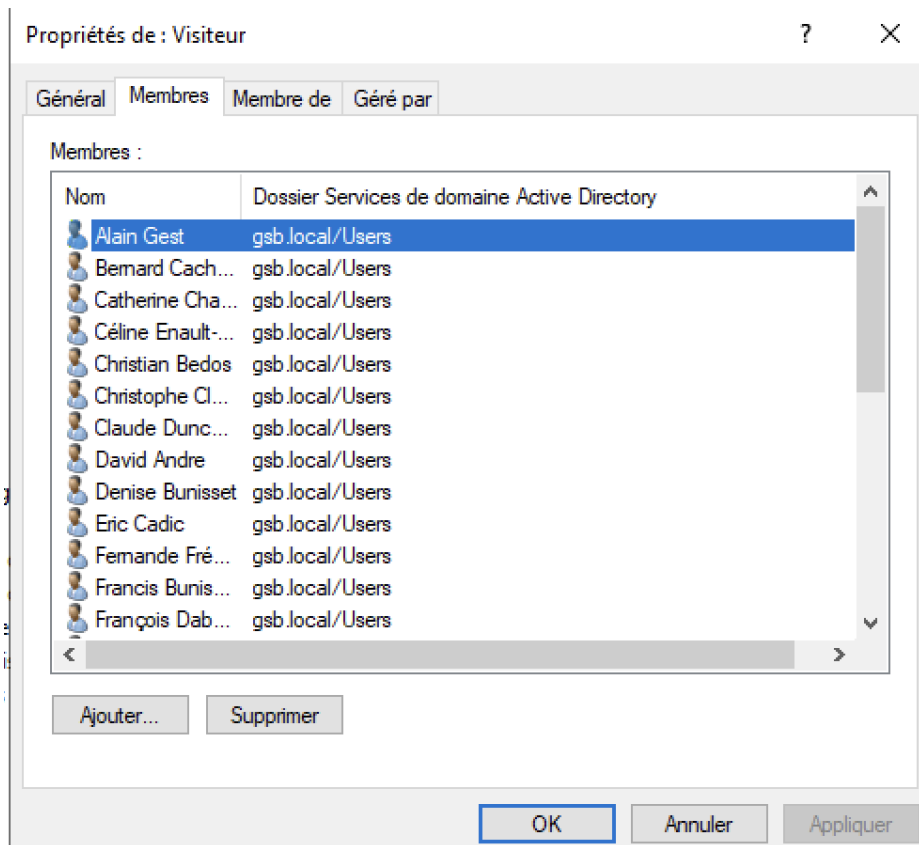 Propriétés de : Visiteur ?
Général Membres Membre de Géré par
Membres :
Nom Dossier Services de domaine Active Directory
Alain Gest gsb.local/Users
Bernard Cach... gsb.local/Users
Catherine Cha... gsb.local/Users
Céline Enault-... gsb.local/Users
Christian Bedos gsb.local/Users
Christophe Cl... gsb.local/Users
Claude Dunc... gsb.local/Users
David Andre gsb.local/Users
Denise Bunisset gsb.local/Users
Eric Cadic gsb.local/Users
Fernande Fré... gsb.local/Users
Francis Bunis... gsb.local/Users
François Dab... gsb.local/Users
Ajouter... Supprimer
OK Annuler Appliquer